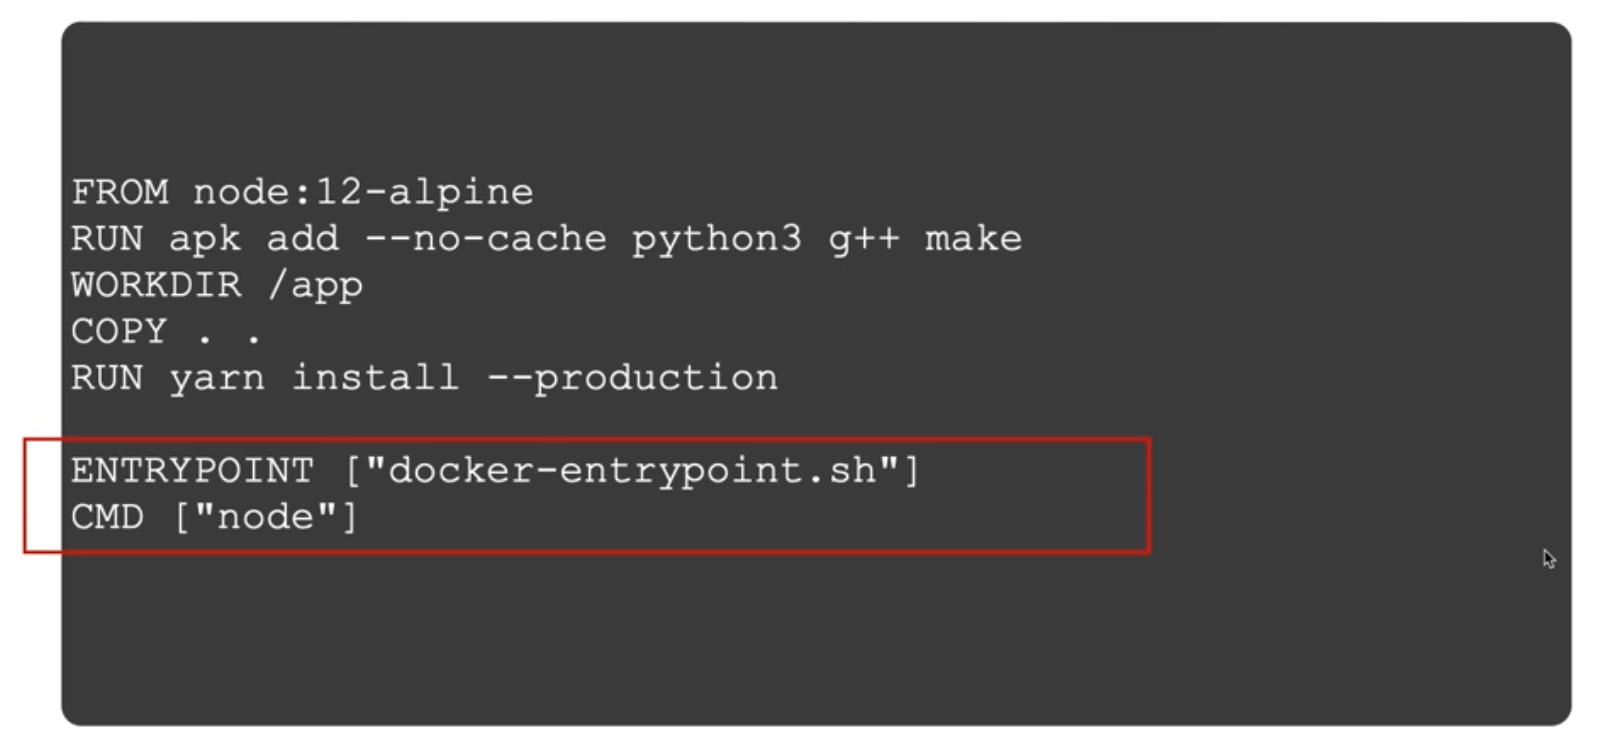 FROM node:12-alpine
RUN apk add --no-cache python3 g++ make
WORKDIR /app
COPY . .
RUN yarn install --production
ENTRYPOINT ["docker-entrypoint.sh"]
CMD ["node"]